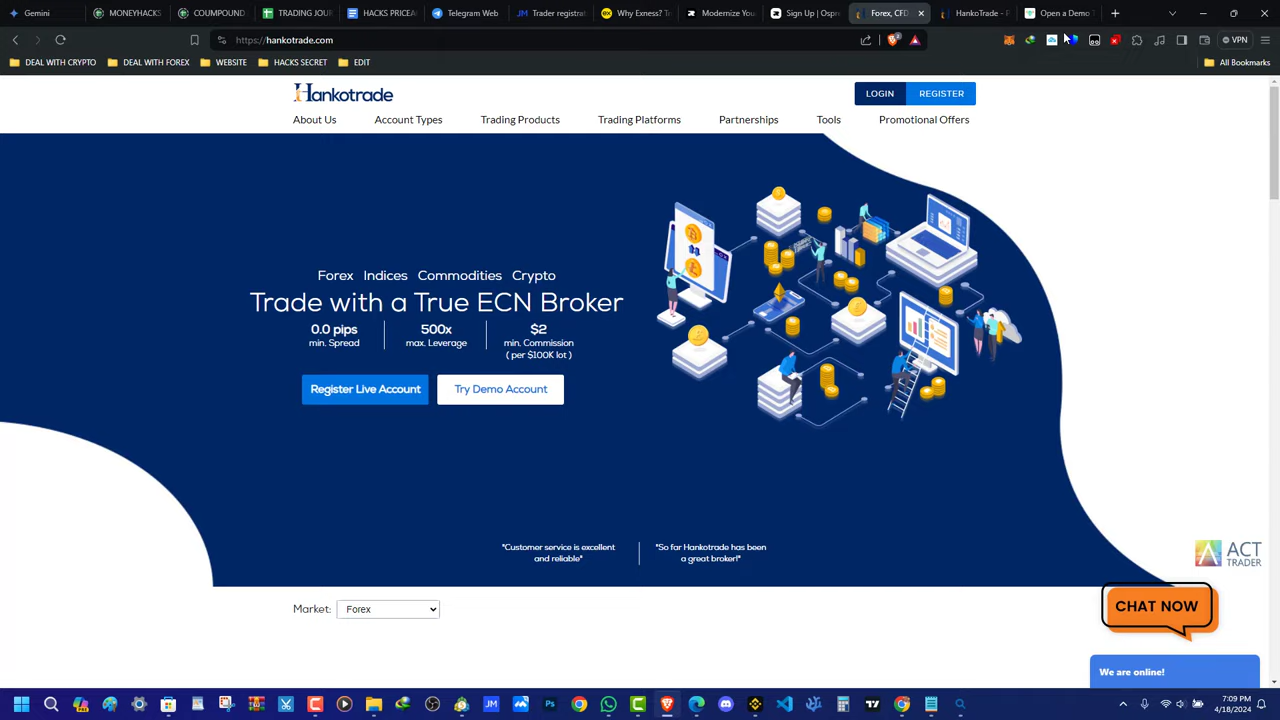 Gemini
MONEYHACKS
COUMPOUND
TRADING JOUR
HACKS PRICEA
Telegram Web
JM Trader registrat
Why Exness? Tr
Modernize You
Sign Up | Ospre
Forex, CFD
HankoTrade - F
Open a Demo T
https://hankotrade.com
VPN
DEAL WITH CRYPTO
DEAL WITH FOREX
WEBSITE
HACKS SECRET
EDIT
All Bookmarks
Hankotrade
LOGIN
REGISTER
About Us
Account Types
Trading Products
Trading Platforms
Partnerships
Tools
Promotional Offers
Forex Indices Commodities Crypto
Trade with a True ECN Broker
0.0 pips
min. Spread
500x
max. Leverage
$2
min. Commission
( per $100K lot )
Register Live Account
Try Demo Account
"Customer service is excellent
and reliable"
"So far Hankotrade has been
a great broker!"
ACT
TRADER
Market:
Forex
CHAT NOW
We are online!
7:09 PM
4/18/2024